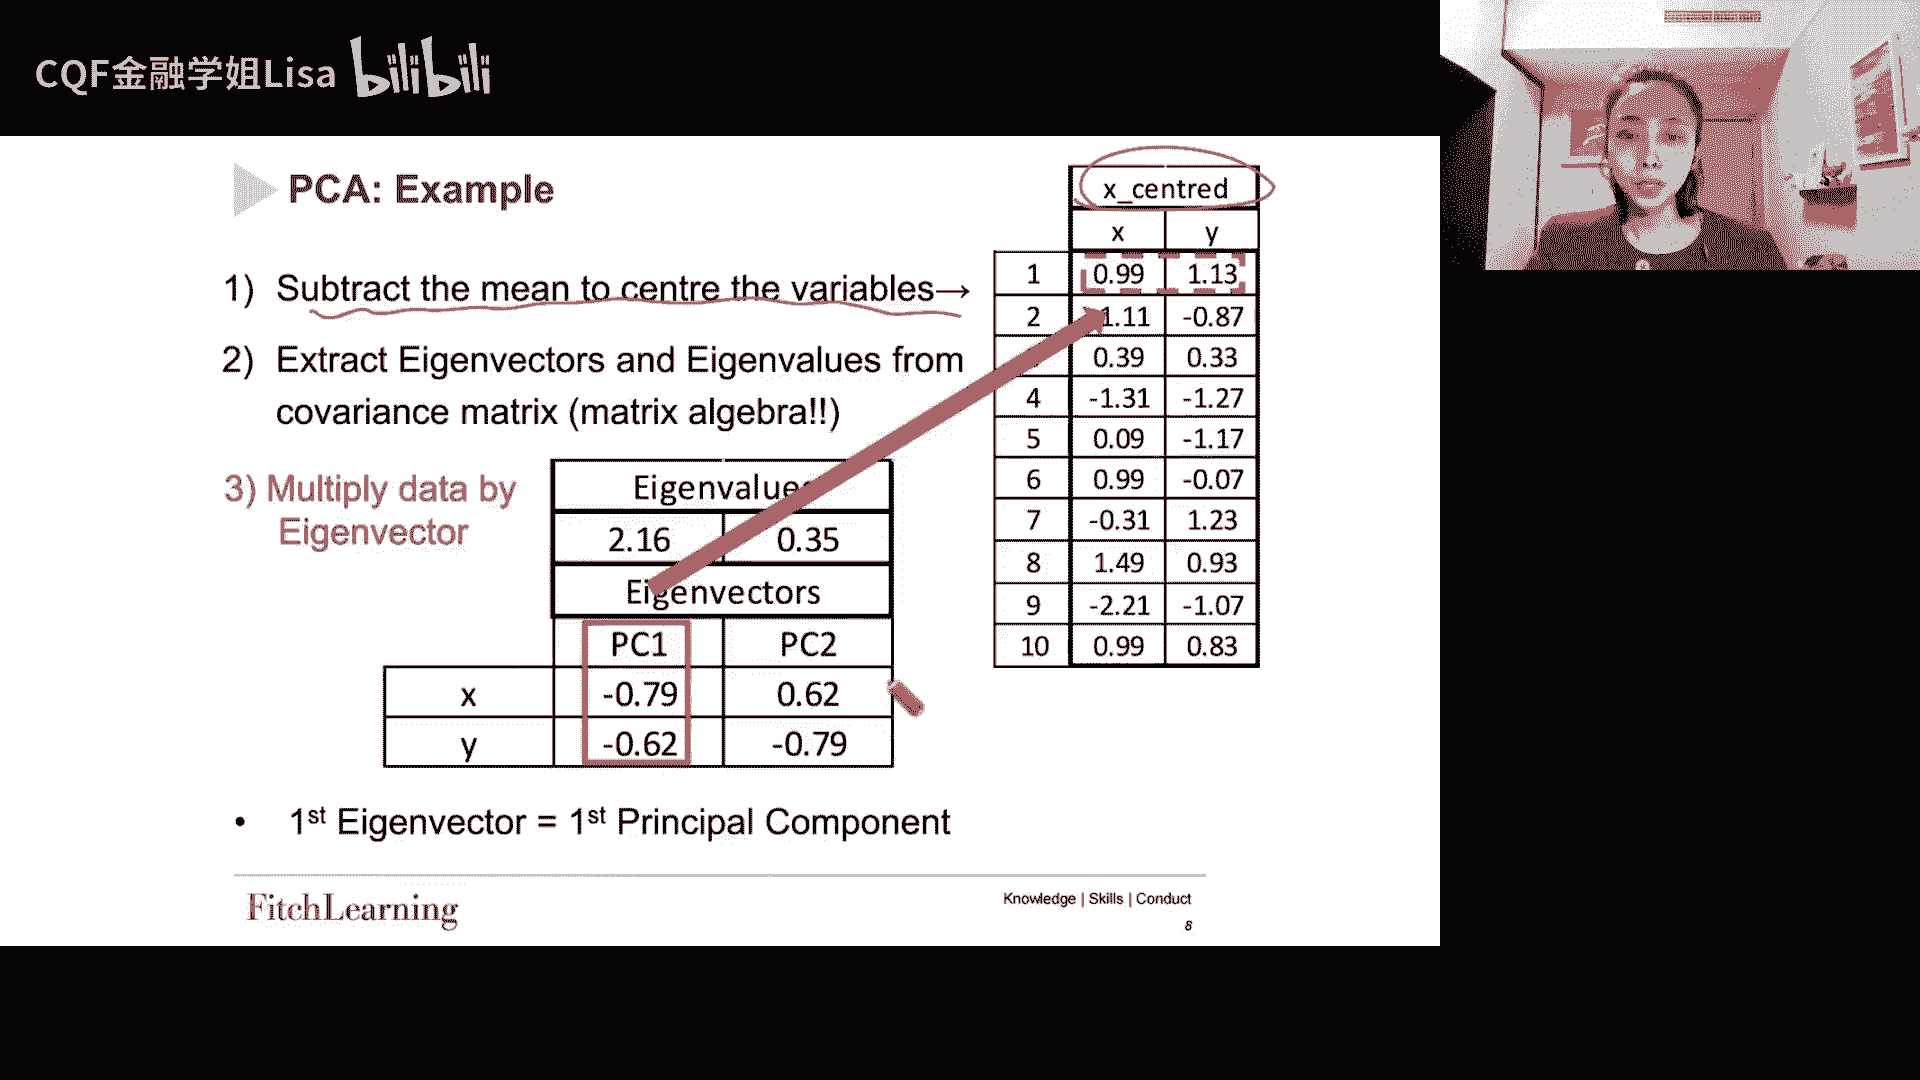 CQF金融学姐Lisa bilibili
PCA: Example
1) Subtract the mean to centre the variables→
2) Extract Eigenvectors and Eigenvalues from
covariance matrix (matrix algebra!!)
3) Multiply data by
Eigenvector
Eigenvalues
2.16 0.35
Eigenvectors
PC1 PC2
x -0.79 0.62
y -0.62 -0.79
• 1st Eigenvector = 1st Principal Component
x_centred
x y
1 0.99 1.13
2 1.11 -0.87
0.39 0.33
4 -1.31 -1.27
5 0.09 -1.17
6 0.99 -0.07
7 -0.31 1.23
8 1.49 0.93
9 -2.21 -1.07
10 0.99 0.83
FitchLearning
Knowledge | Skills | Conduct
8